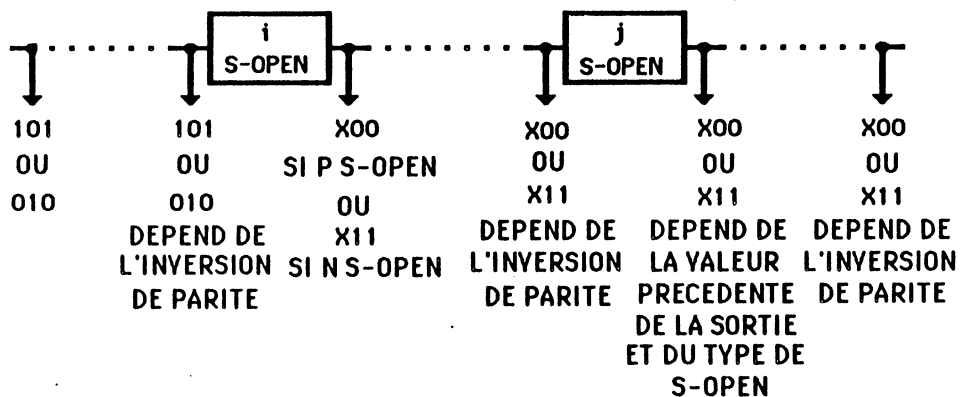 i
S-OPEN
j
S-OPEN
101
OU
010
101
OU
010
DEPEND DE
L'INVERSION
DE PARITE
X00
SI P S-OPEN
OU
X11
SI N S-OPEN
X00
OU
X11
DEPEND DE
L'INVERSION
DE PARITE
X00
OU
X11
DEPEND DE
LA VALEUR
PRECEDENTE
DE LA SORTIE
ET DU TYPE DE
S-OPEN
X00
OU
X11
DEPEND DE
L'INVERSION
DE PARITE